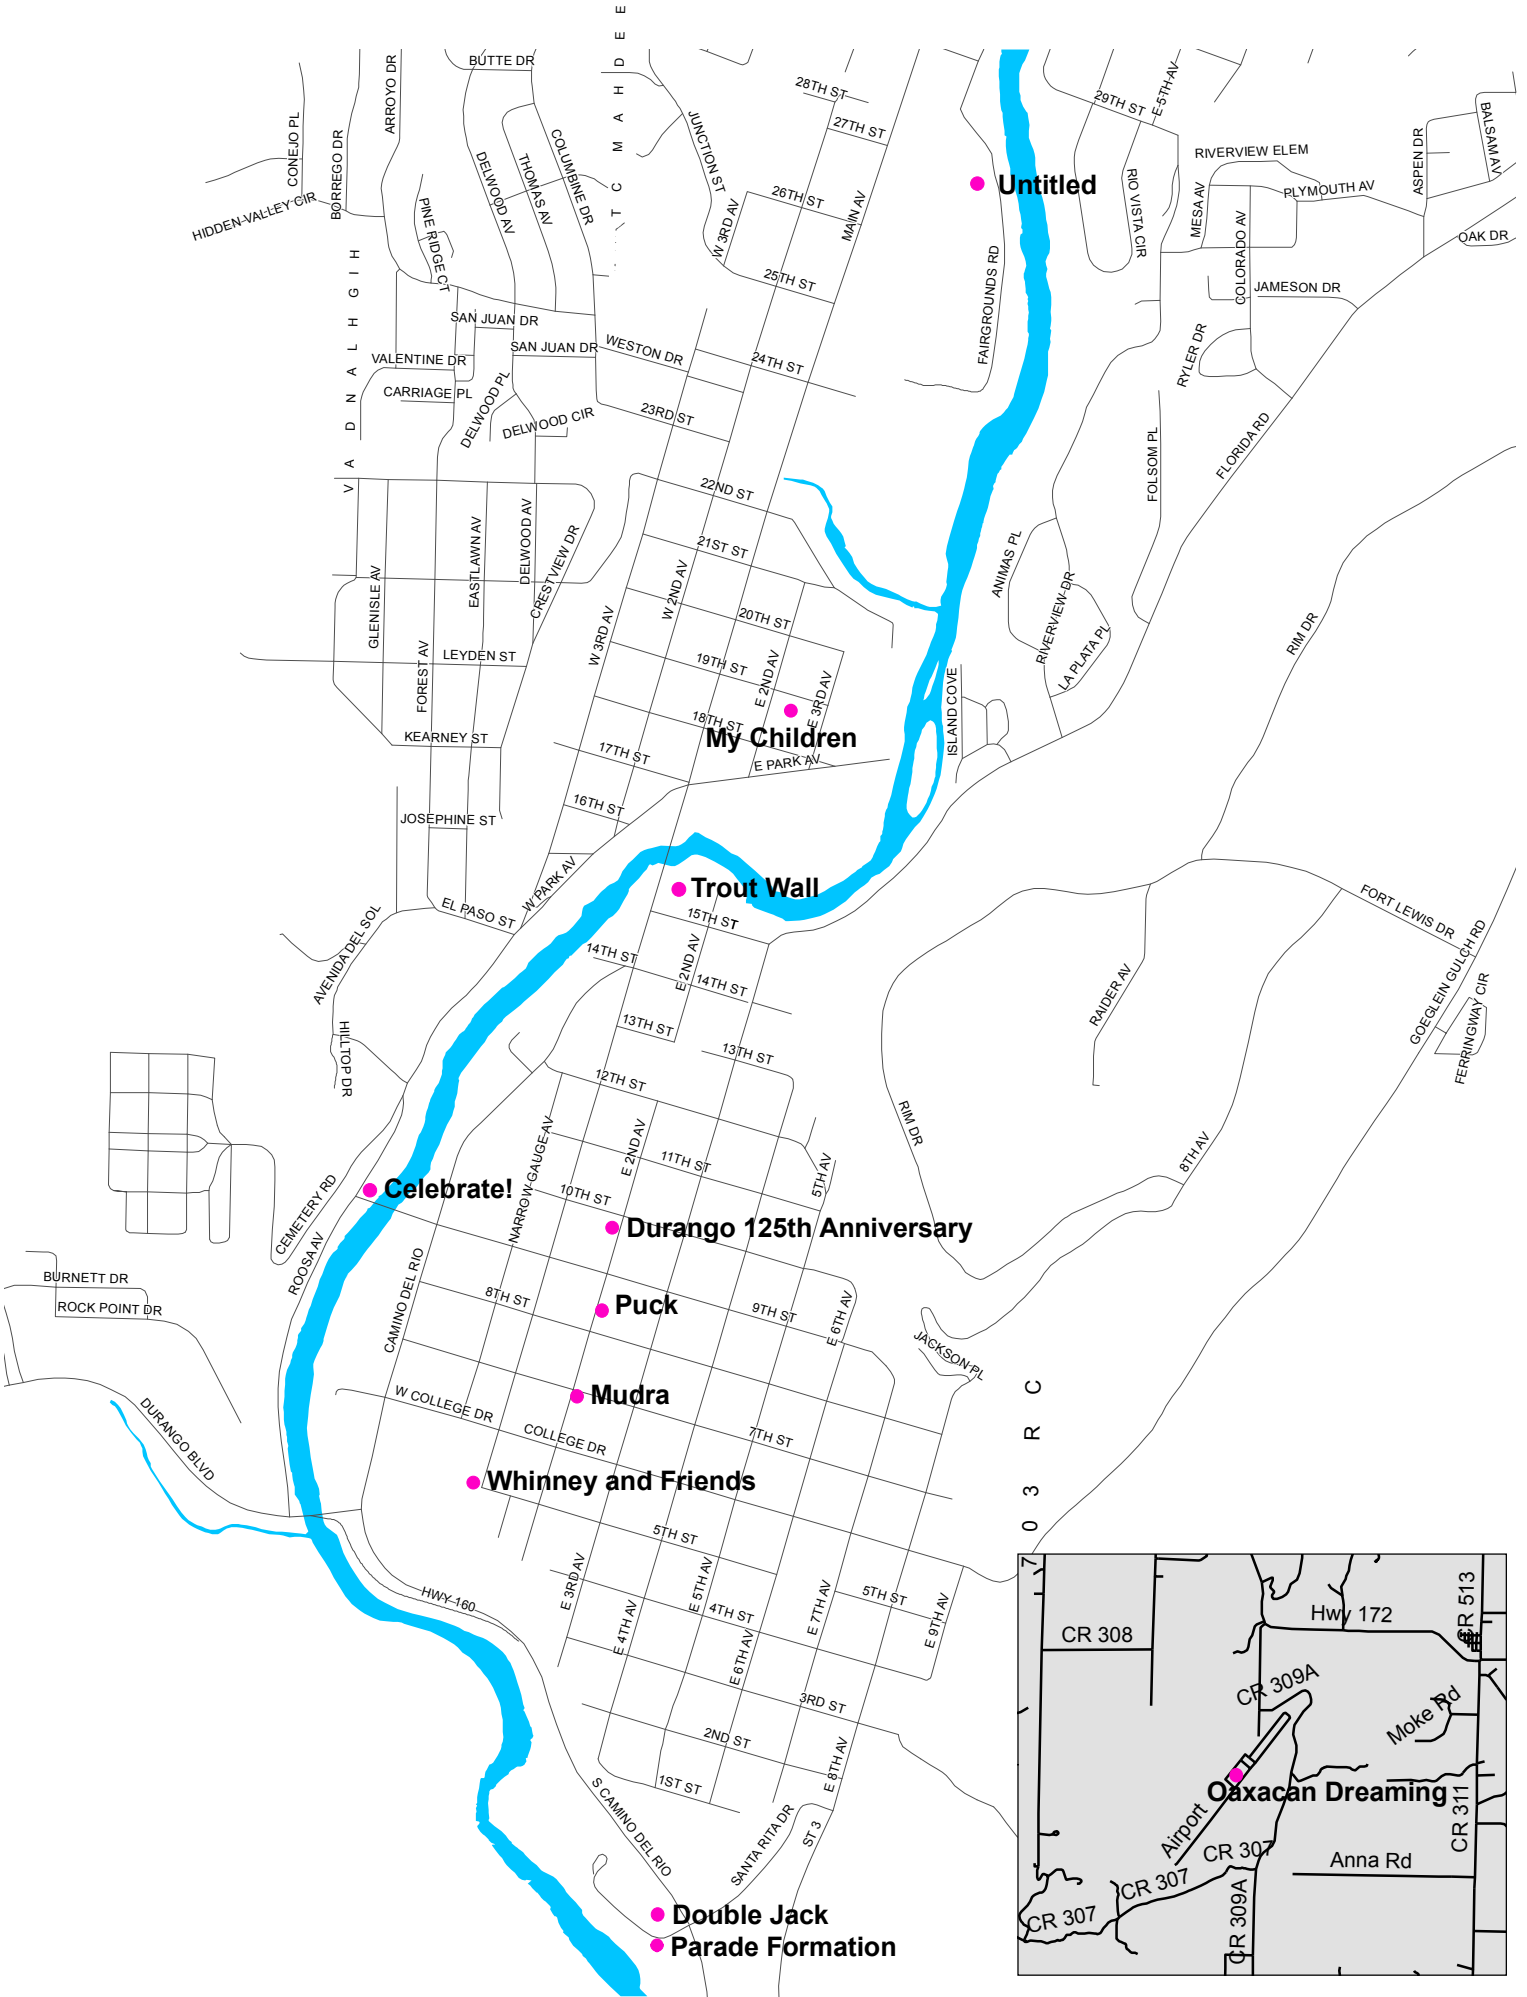 E
D
H
A
M
C
T
BUTTE DR
28TH ST
29TH ST
E 5TH AV
ARROYO DR
CONEJO PL
BORREGO DR
JUNCTION ST
27TH ST
BALSAM AV
RIVERVIEW ELEM
ASPEN DR
DELWOOD AV
THOMAS AV
COLUMBINE DR
HIDDEN VALLEY CIR
PINE RIDGE CT
W 3RD AV
26TH ST
MAIN AV
Untitled
RIO VISTA CIR
MESA AV
PLYMOUTH AV
COLORADO AV
OAK DR
25TH ST
FAIRGROUNDS RD
JAMESON DR
H
I
G
H
L
A
N
D
A
V
SAN JUAN DR
SAN JUAN DR
WESTON DR
24TH ST
VALENTINE DR
CARRIAGE PL
DELWOOD PL
DELWOOD CIR
23RD ST
RYLER DR
FLORIDA RD
FOLSOM PL
22ND ST
21ST ST
GLENISLE AV
FOREST AV
EASTLAWN AV
DELWOOD AV
CRESTVIEW DR
W 3RD AV
W 2ND AV
20TH ST
19TH ST
E 2ND AV
E 3RD AV
18TH ST
My Children
ANIMAS PL
RIVERVIEW DR
LA PLATA PL
RIM DR
ISLAND COVE
LEYDEN ST
KEARNEY ST
17TH ST
E PARK AV
16TH ST
JOSEPHINE ST
W PARK AV
EL PASO ST
Trout Wall
15TH ST
FORT LEWIS DR
GOEGLEIN GULCH RD
FERRINGWAY CIR
AVENIDA DEL SOL
14TH ST
E 2ND AV
14TH ST
RAIDER AV
HILLTOP DR
13TH ST
13TH ST
12TH ST
RIM DR
8TH AV
NARROW GAUGE AV
E 2ND AV
11TH ST
5TH AV
CEMETERY RD
Celebrate!
10TH ST
Durango 125th Anniversary
ROOSA AV
CAMINO DEL RIO
BURNETT DR
ROCK POINT DR
8TH ST
Puck
9TH ST
E 6TH AV
JACKSON PL
DURANGO BLVD
W COLLEGE DR
Mudra
COLLEGE DR
7TH ST
C
R
3
0
7
Whinney and Friends
5TH ST
HWY 160
E 3RD AV
E 4TH AV
E 5TH AV
4TH ST
E 6TH AV
E 7TH AV
5TH ST
E 9TH AV
3RD ST
2ND ST
1ST ST
E 8TH AV
S CAMINO DEL RIO
SANTA RITA DR
ST 3
Double Jack
Parade Formation
CR 308
Hwy 172
CR 513
CR 309A
Moke Rd
Oaxacan Dreaming
Airport
CR 311
CR 307
Anna Rd
CR 307
CR 307
CR 309A